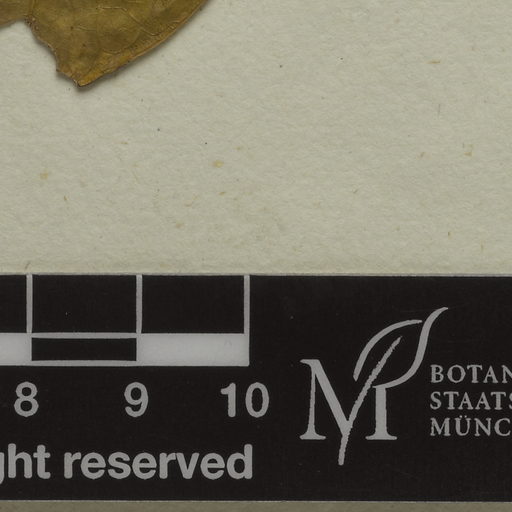 8 9 10
ght reserved
M
BOTAN
STAATS
MÜNC